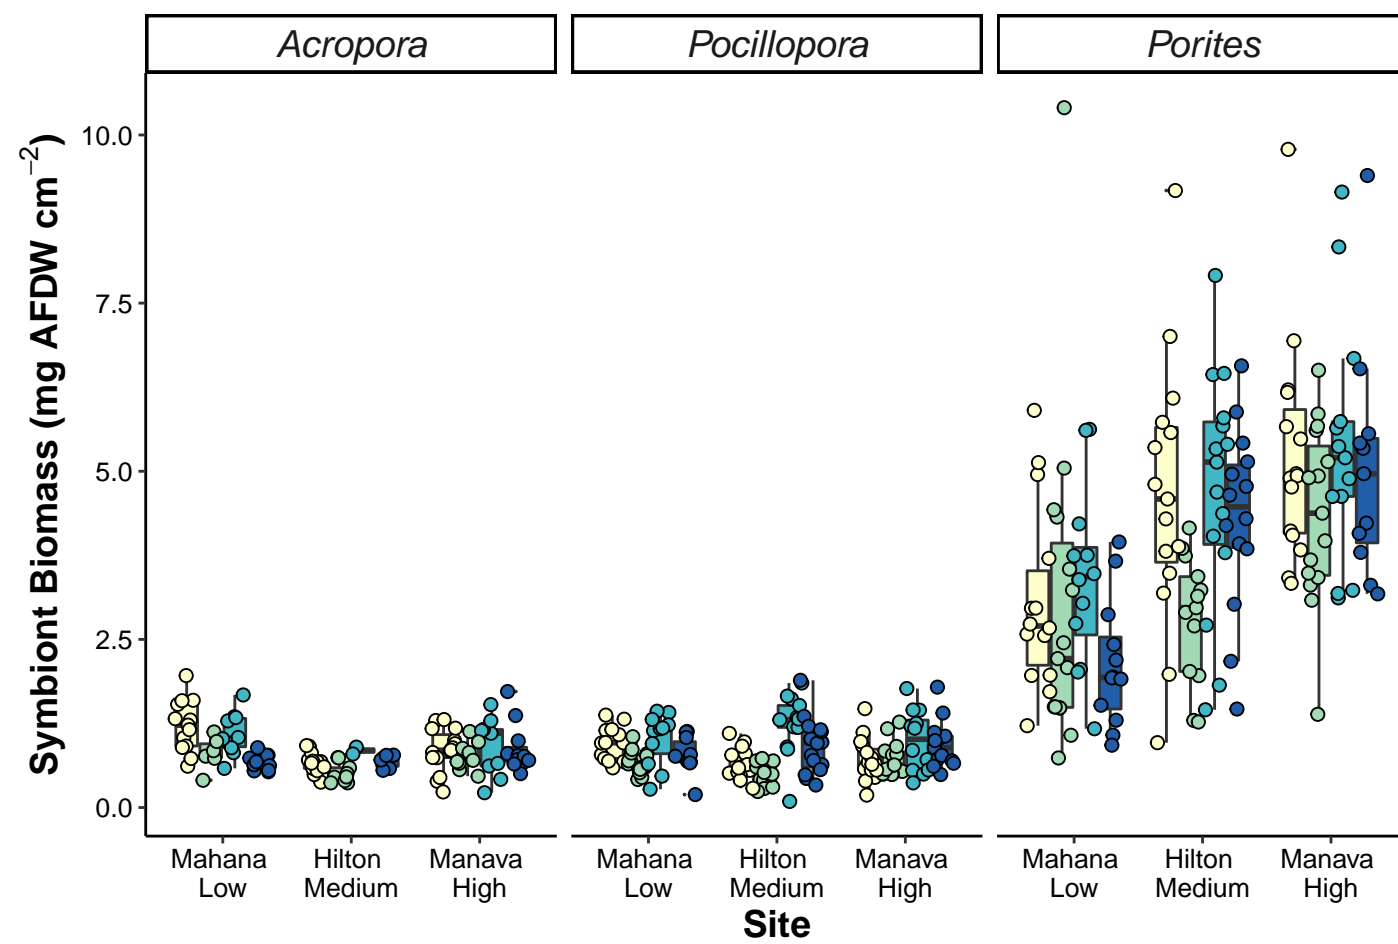 Acropora Pocillopora Porites
Symbiont Biomass (mg AFDW cm⁻²)
10.0
7.5
5.0
2.5
0.0
Mahana Hilton Manava Mahana Hilton Manava Mahana Hilton Manava
Low Medium High Low Medium High Low Medium High
Site